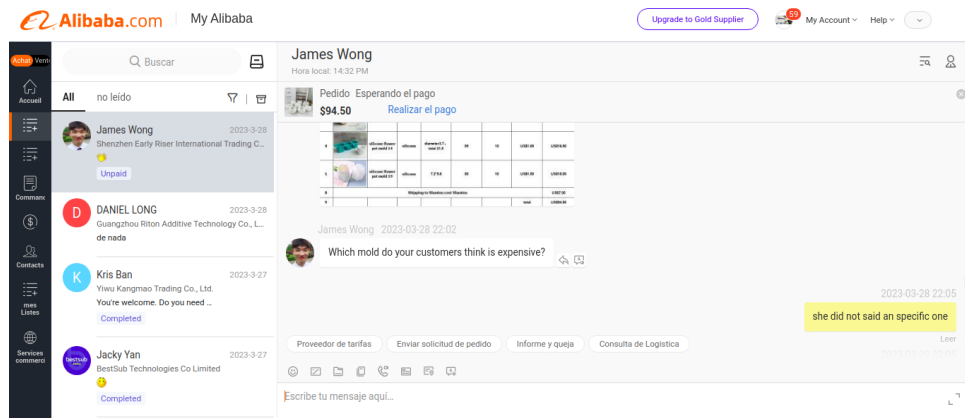 Alibaba.com
My Alibaba
Upgrade to Gold Supplier
59
My Account
Help
Achat
Vent
Accueil
Commanc
Contacts
mes
Listes
Services
commerci
Buscar
All
no leído
James Wong
2023-3-28
Shenzhen Early Riser International Trading C...
Unpaid
D
DANIEL LONG
2023-3-28
Guangzhou Riton Additive Technology Co., L...
de nada
K
Kris Ban
2023-3-27
Yiwu Kangmao Trading Co., Ltd.
You're welcome. Do you need ...
Completed
bestsub
Jacky Yan
2023-3-27
BestSub Technologies Co Limited
Completed
James Wong
Hora local: 14:32 PM
Pedido Esperando el pago
$94.50
Realizar el pago
James Wong 2023-03-28 22:02
Which mold do your customers think is expensive?
2023-03-28 22:05
she did not said an specific one
Leer
Proveedor de tarifas
Enviar solicitud de pedido
Informe y queja
Consulta de Logistica
Escribe tu mensaje aquí...